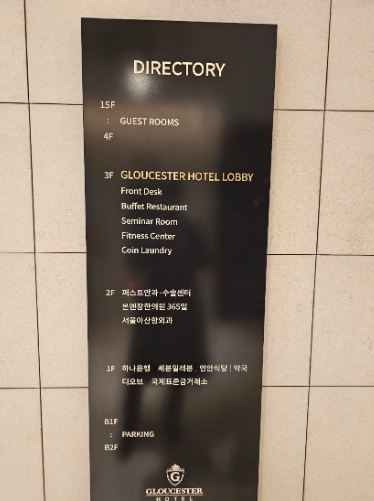 DIRECTORY
15F
: GUEST ROOMS
4F
3F GLOUCESTER HOTEL LOBBY
Front Desk
Buffet Restaurant
Seminar Room
Fitness Center
Coin Laundry
2F 퍼스트안과·수술센터
본앤장한의원 365일
서울아산항외과
1F 하나은행 세븐일레븐 연안식당 | 약국
디오브 국제표준금거래소
B1F
: PARKING
B2F
G
GLOUCESTER
HOTEL